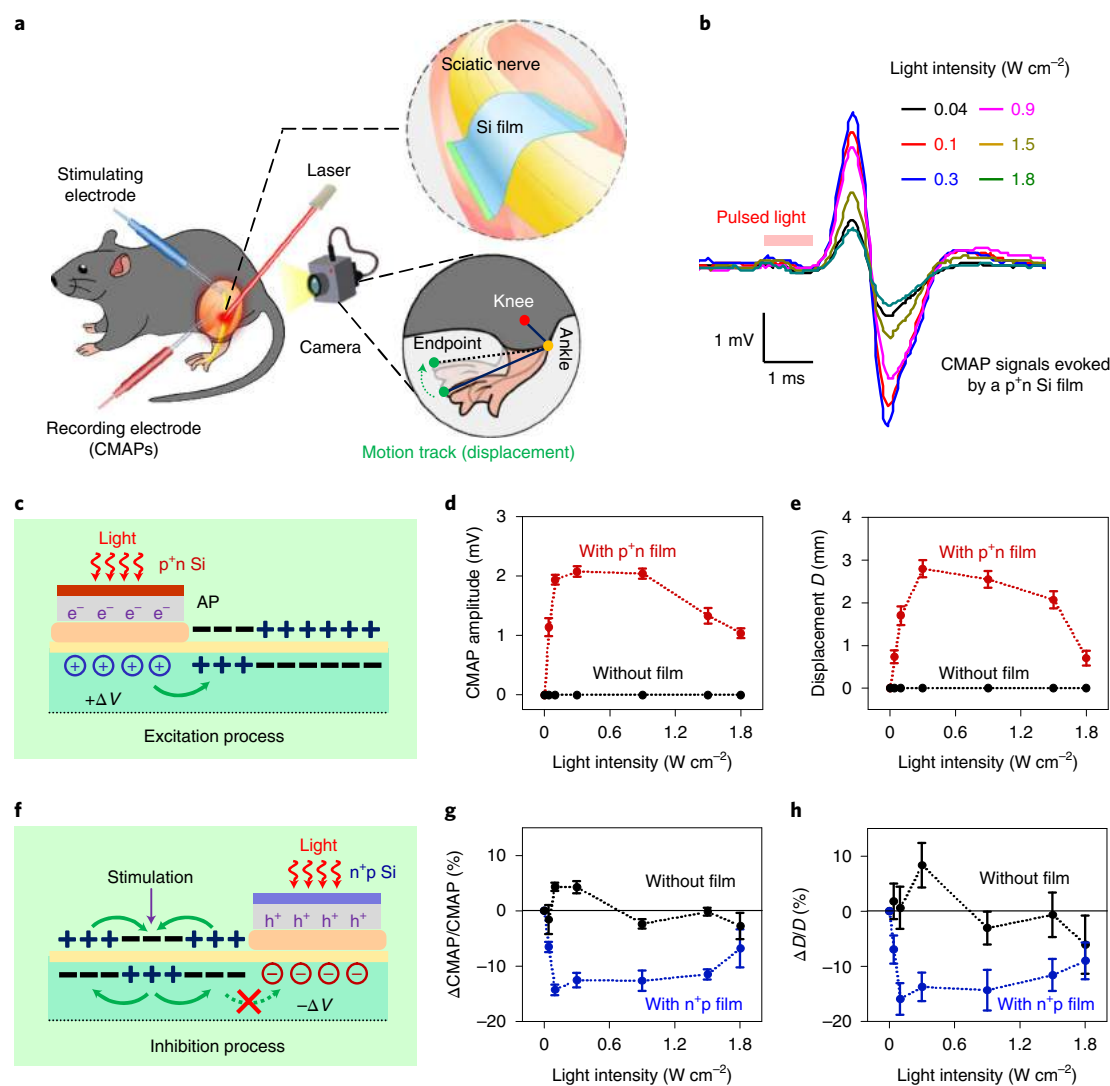 a
Sciatic nerve
Si film
Stimulating
electrode
Laser
Camera
Knee
Ankle
Endpoint
Recording electrode
(CMAPs)
Motion track (displacement)
b
Light intensity (W cm⁻²)
0.04
0.9
0.1
1.5
0.3
1.8
Pulsed light
1 mV
1 ms
CMAP signals evoked
by a p⁺n Si film
c
Light
p⁺n Si
e⁻ e⁻ e⁻ e⁻
AP
− − − + + + + + +
+ + + + + + + − − − − − −
+ΔV
Excitation process
d
CMAP amplitude (mV)
3
2
1
0
With p⁺n film
Without film
0 0.6 1.2 1.8
Light intensity (W cm⁻²)
e
Displacement D (mm)
4
3
2
1
0
With p⁺n film
Without film
0 0.6 1.2 1.8
Light intensity (W cm⁻²)
f
Light
n⁺p Si
Stimulation
h⁺ h⁺ h⁺ h⁺
+ + + − − − + + +
− − − + + + − − − − − − −
−ΔV
Inhibition process
g
ΔCMAP/CMAP (%)
10
0
−10
−20
Without film
With n⁺p film
0 0.6 1.2 1.8
Light intensity (W cm⁻²)
h
ΔD/D (%)
10
0
−10
−20
Without film
With n⁺p film
0 0.6 1.2 1.8
Light intensity (W cm⁻²)